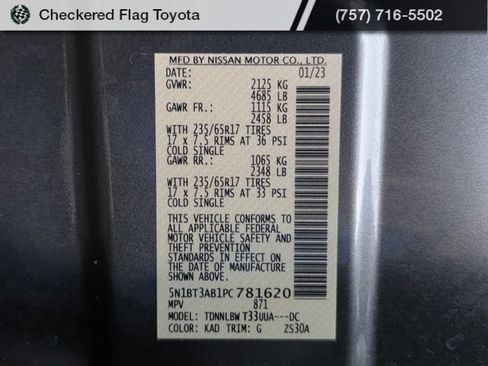 Checkered Flag Toyota
(757) 716-5502
MFD BY NISSAN MOTOR CO., LTD.
DATE: 01/23
GVWR: 2125 KG
4685 LB
GAWR FR.: 1115 KG
2458 LB
WITH 235/65R17 TIRES
17 x 7.5 RIMS AT 36 PSI
COLD SINGLE
GAWR RR.: 1065 KG
2348 LB
WITH 235/65R17 TIRES
17 x 7.5 RIMS AT 33 PSI
COLD SINGLE
THIS VEHICLE CONFORMS TO
ALL APPLICABLE FEDERAL
MOTOR VEHICLE SAFETY AND
THEFT PREVENTION
STANDARDS IN EFFECT ON
THE DATE OF MANUFACTURE
SHOWN ABOVE.
5N1BT3AB1PC781620
MPV 871
MODEL: TDNNLBW T33UUA---DC
COLOR: KAD TRIM: G ZS30A